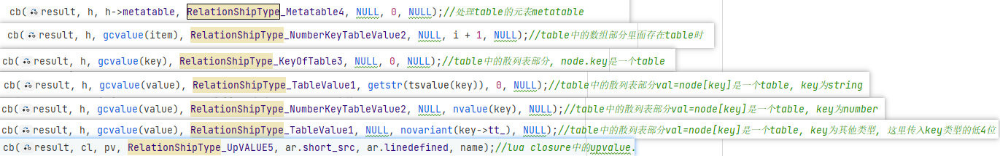 cb(result, h, h->metatable, RelationShipType_Metatable4, NULL, 0, NULL);//处理table的元表metatable
cb(result, h, gcvalue(item), RelationShipType_NumberKeyTableValue2, NULL, i + 1, NULL);//table中的数组部分里面存在table时
cb(result, h, gcvalue(key), RelationShipType_KeyOfTable3, NULL, 0, NULL);//table中的散列表部分, node.key是一个table
cb(result, h, gcvalue(value), RelationShipType_TableValue1, getstr(tsvalue(key)), 0, NULL);//table中的散列表部分val=node[key]是一个table, key为string
cb(result, h, gcvalue(value), RelationShipType_NumberKeyTableValue2, NULL, nvalue(key), NULL);//table中的散列表部分val=node[key]是一个table, key为number
cb(result, h, gcvalue(value), RelationShipType_TableValue1, NULL, novariant(key->tt_), NULL);//table中的散列表部分val=node[key]是一个table, key为其他类型, 这里传入key类型的低4位
cb(result, cl, pv, RelationShipType_UpVALUE5, ar.short_src, ar.linedefined, name);//lua closure中的upvalue.